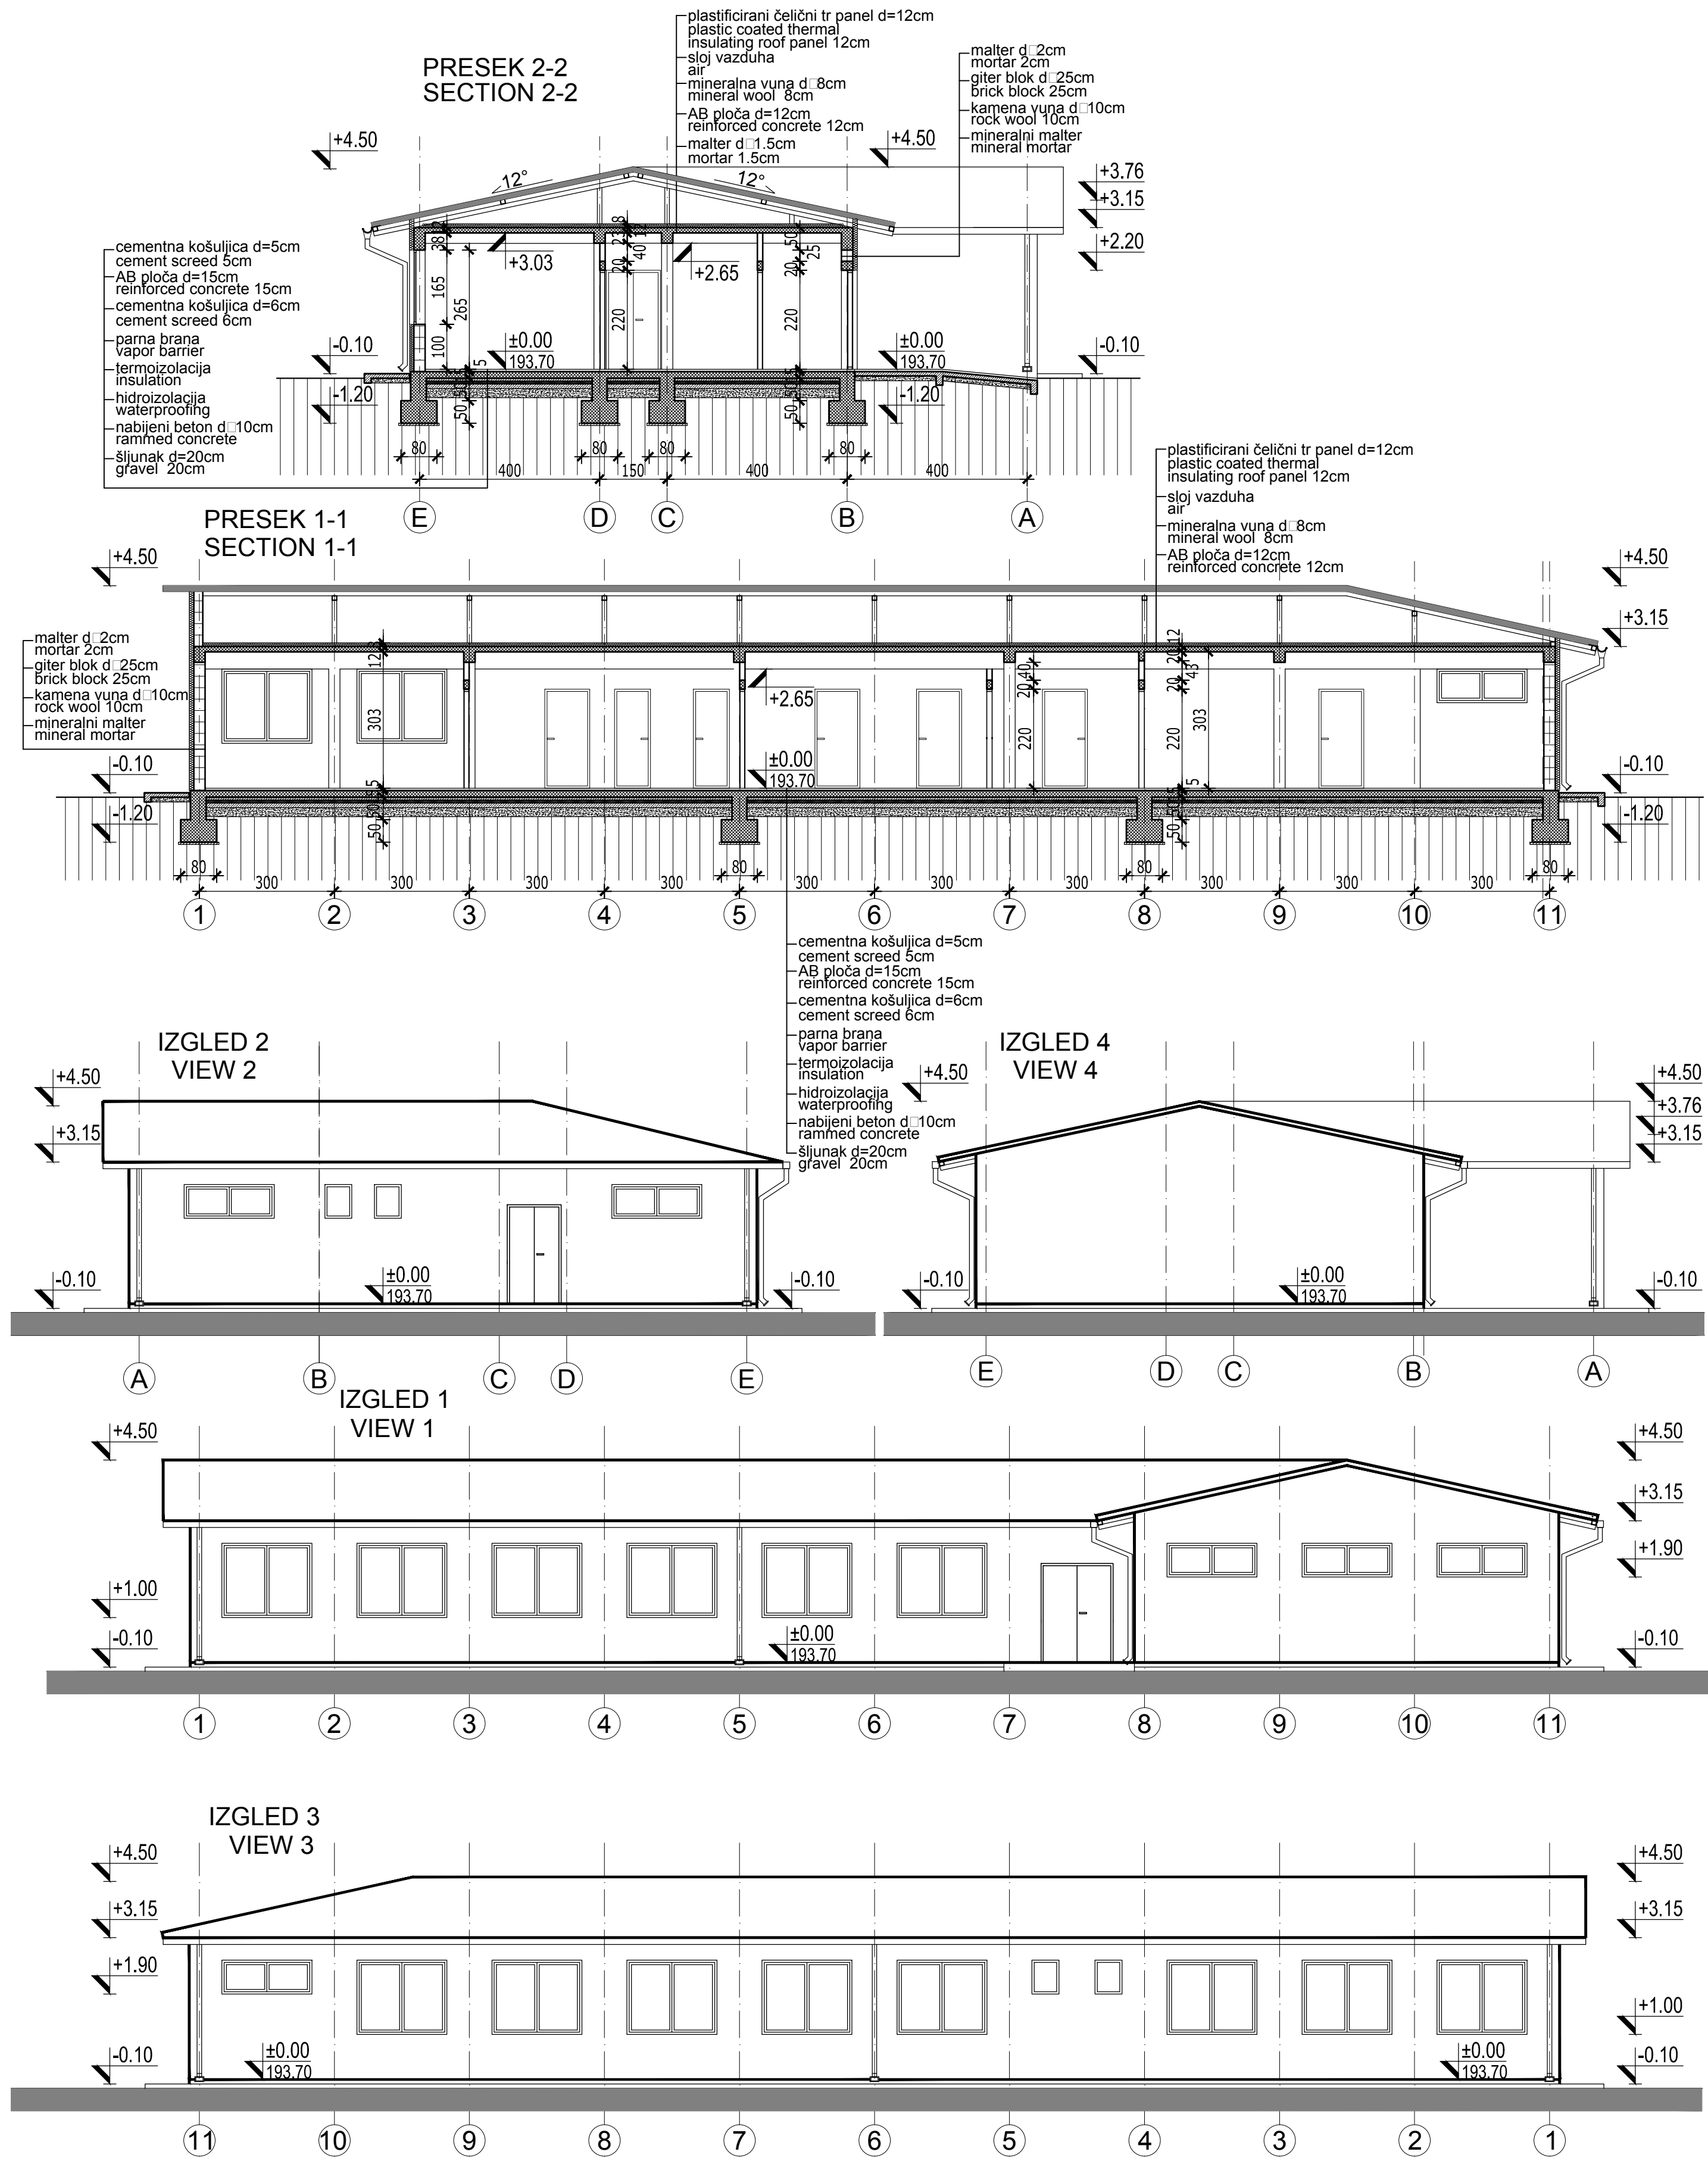 PRESEK 2-2
SECTION 2-2
plastificirani čelični tr panel d=12cm
plastic coated thermal
insulating roof panel 12cm
sloj vazduha
air
mineralna vuna d□8cm
mineral wool  8cm
AB ploča d=12cm
reinforced concrete 12cm
malter d□1.5cm
mortar 1.5cm
malter d□2cm
mortar 2cm
giter blok d□25cm
brick block 25cm
kamena vuna d□10cm
rock wool 10cm
mineralni malter
mineral mortar
+4.50
+4.50
+3.76
+3.15
+2.20
12°
12°
+3.03
+2.65
cementna košuljica d=5cm
cement screed 5cm
AB ploča d=15cm
reinforced concrete 15cm
cementna košuljica d=6cm
cement screed 6cm
parna brana
vapor barrier
termoizolacija
insulation
hidroizolacija
waterproofing
nabijeni beton d□10cm
rammed concrete
šljunak d=20cm
gravel  20cm
38
165
265
100
5
20
40
220
50
25
20
220
-0.10
±0.00
193.70
±0.00
193.70
-0.10
-1.20
-1.20
50
50
80 80 80 80
400 150 400 400
E D C B A
PRESEK 1-1
SECTION 1-1
plastificirani čelični tr panel d=12cm
plastic coated thermal
insulating roof panel 12cm
sloj vazduha
air
mineralna vuna d□8cm
mineral wool  8cm
AB ploča d=12cm
reinforced concrete 12cm
+4.50
+4.50
+3.15
malter d□2cm
mortar 2cm
giter blok d□25cm
brick block 25cm
kamena vuna d□10cm
rock wool 10cm
mineralni malter
mineral mortar
303
+2.65
20
40
220
20
12
20
43
220
303
5
±0.00
193.70
-0.10
-0.10
-1.20
-1.20
50
50
80 80 80 80
300 300 300 300 300 300 300 300 300 300
1 2 3 4 5 6 7 8 9 10 11
cementna košuljica d=5cm
cement screed 5cm
AB ploča d=15cm
reinforced concrete 15cm
cementna košuljica d=6cm
cement screed 6cm
parna brana
vapor barrier
termoizolacija
insulation
hidroizolacija
waterproofing
nabijeni beton d□10cm
rammed concrete
šljunak d=20cm
gravel  20cm
IZGLED 2
VIEW 2
+4.50
+3.15
-0.10
±0.00
193.70
-0.10
A B C D E
IZGLED 4
VIEW 4
+4.50
+4.50
+3.76
+3.15
-0.10
±0.00
193.70
-0.10
E D C B A
IZGLED 1
VIEW 1
+4.50
+4.50
+3.15
+1.90
+1.00
-0.10
±0.00
193.70
-0.10
1 2 3 4 5 6 7 8 9 10 11
IZGLED 3
VIEW 3
+4.50
+4.50
+3.15
+3.15
+1.90
+1.00
-0.10
±0.00
193.70
±0.00
193.70
-0.10
11 10 9 8 7 6 5 4 3 2 1